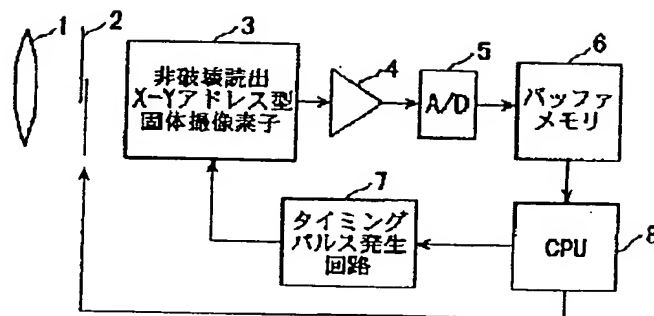 1
2
3
4
5
6
非破壊読出
X-Yアドレス型
固体撮像素子
A/D
バッファ
メモリ
7
タイミング
パルス発生
回路
CPU
8